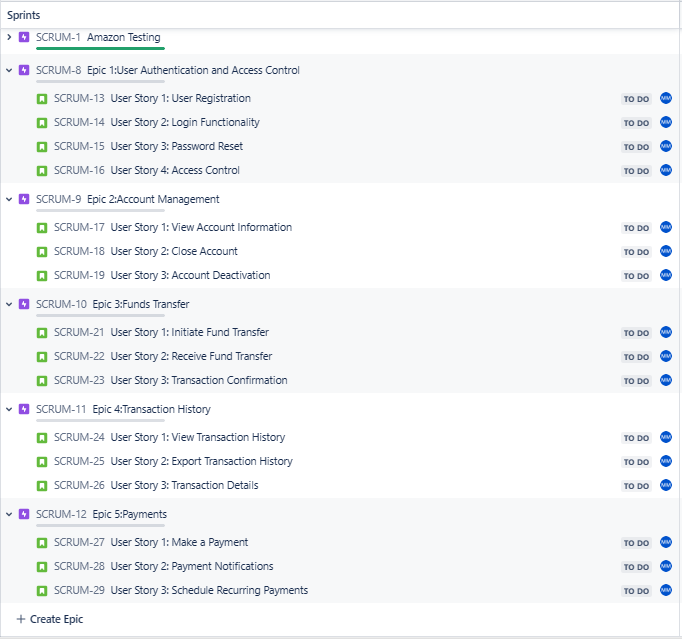 Sprints
SCRUM-1 Amazon Testing
SCRUM-8 Epic 1:User Authentication and Access Control
SCRUM-13 User Story 1: User Registration TO DO MM
SCRUM-14 User Story 2: Login Functionality TO DO MM
SCRUM-15 User Story 3: Password Reset TO DO MM
SCRUM-16 User Story 4: Access Control TO DO MM
SCRUM-9 Epic 2:Account Management
SCRUM-17 User Story 1: View Account Information TO DO MM
SCRUM-18 User Story 2: Close Account TO DO MM
SCRUM-19 User Story 3: Account Deactivation TO DO MM
SCRUM-10 Epic 3:Funds Transfer
SCRUM-21 User Story 1: Initiate Fund Transfer TO DO MM
SCRUM-22 User Story 2: Receive Fund Transfer TO DO MM
SCRUM-23 User Story 3: Transaction Confirmation TO DO MM
SCRUM-11 Epic 4:Transaction History
SCRUM-24 User Story 1: View Transaction History TO DO MM
SCRUM-25 User Story 2: Export Transaction History TO DO MM
SCRUM-26 User Story 3: Transaction Details TO DO MM
SCRUM-12 Epic 5:Payments
SCRUM-27 User Story 1: Make a Payment TO DO MM
SCRUM-28 User Story 2: Payment Notifications TO DO MM
SCRUM-29 User Story 3: Schedule Recurring Payments TO DO MM
+ Create Epic